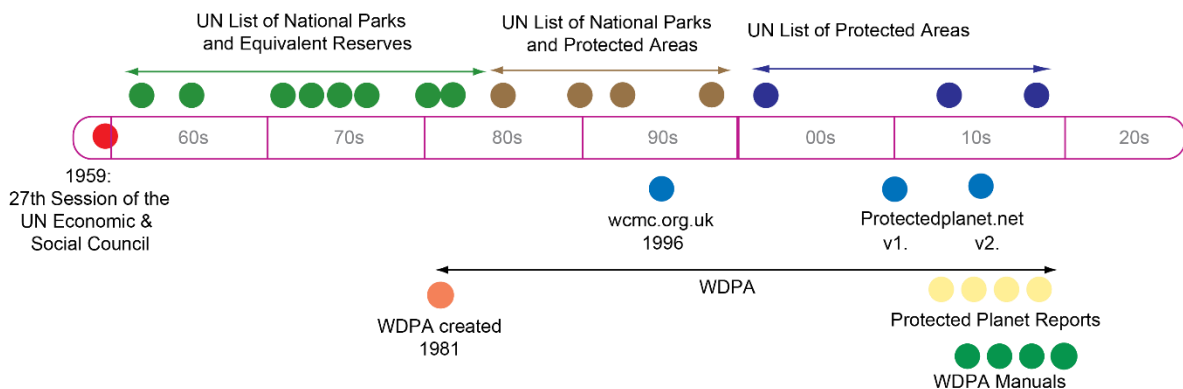 UN List of National Parks
and Equivalent Reserves
UN List of National Parks
and Protected Areas
UN List of Protected Areas
60s
70s
80s
90s
00s
10s
20s
1959:
27th Session of the
UN Economic &
Social Council
wcmc.org.uk
1996
Protectedplanet.net
v1.
v2.
WDPA
WDPA created
1981
Protected Planet Reports
WDPA Manuals